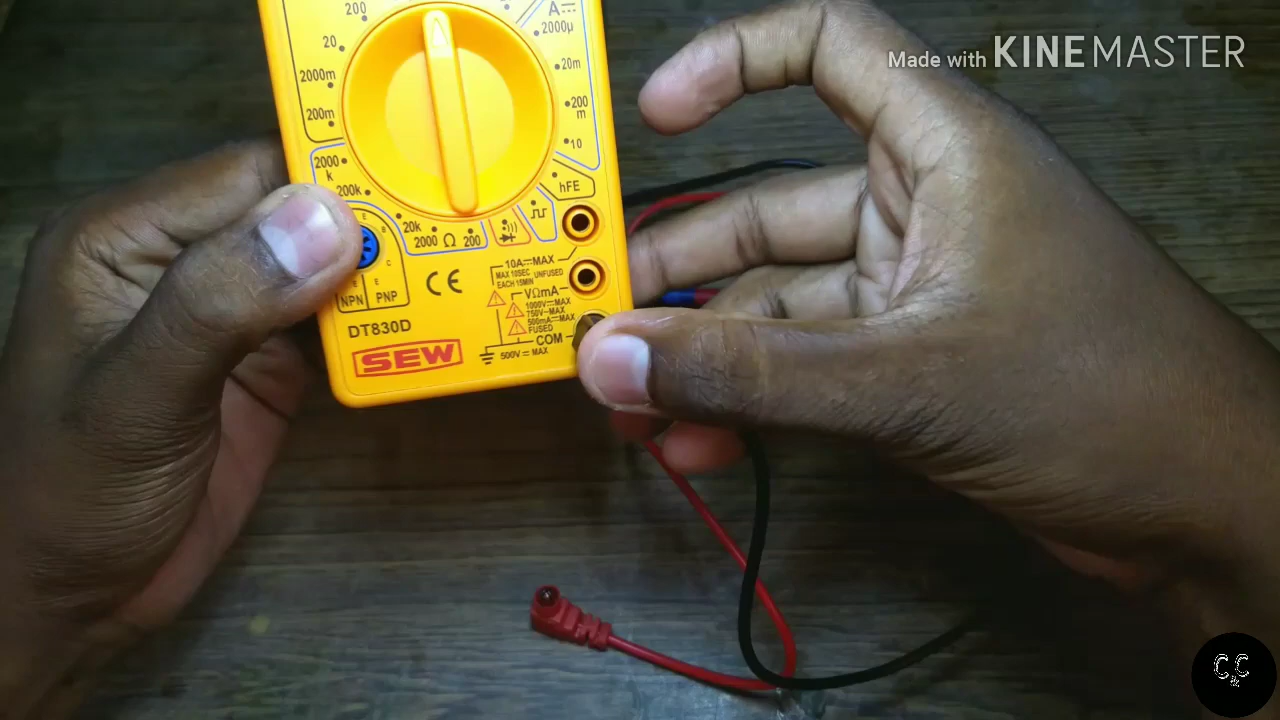 Made with KINEMASTER
200
20
2000m
200m
2000
k
200k
20k
2000 Ω 200
A
2000μ
20m
200
m
10
hFE
10A⎓MAX
MAX 10SEC UNFUSED
EACH 15MIN
VΩmA
1000V⎓MAX
750V~MAX
500mA⎓MAX
FUSED
COM
500V⎓MAX
E
B
C
E
E
NPN PNP
CE
DT830D
SEW
C&C